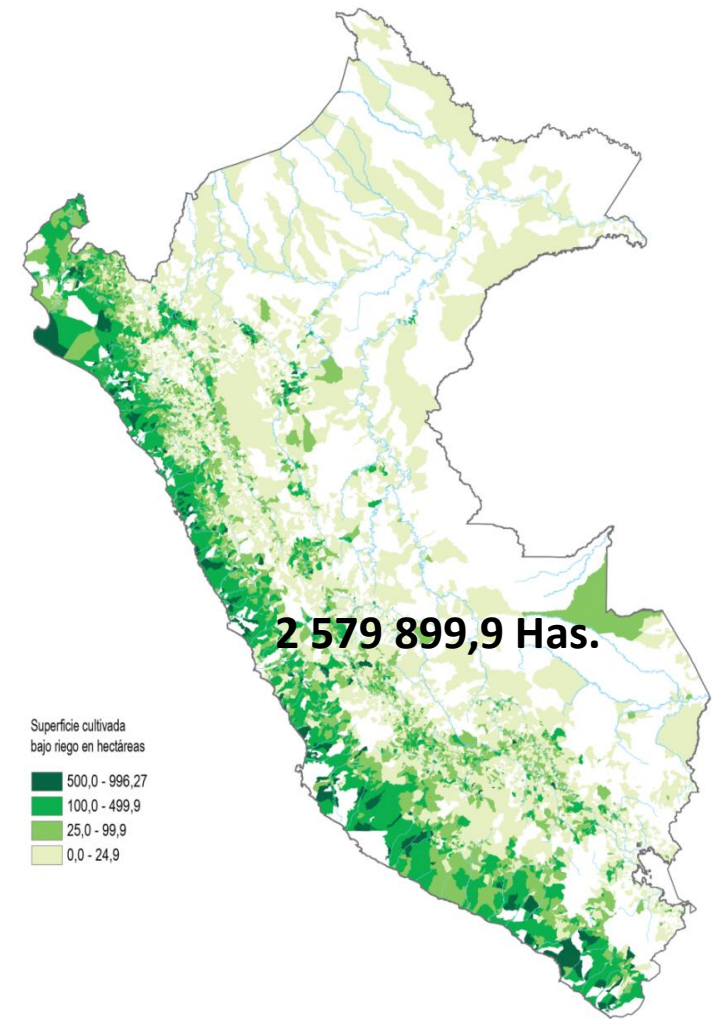 2 579 899,9 Has.
Superficie cultivada
bajo riego en hectáreas
500,0 - 996,27
100,0 - 499,9
25,0 - 99,9
0,0 - 24,9